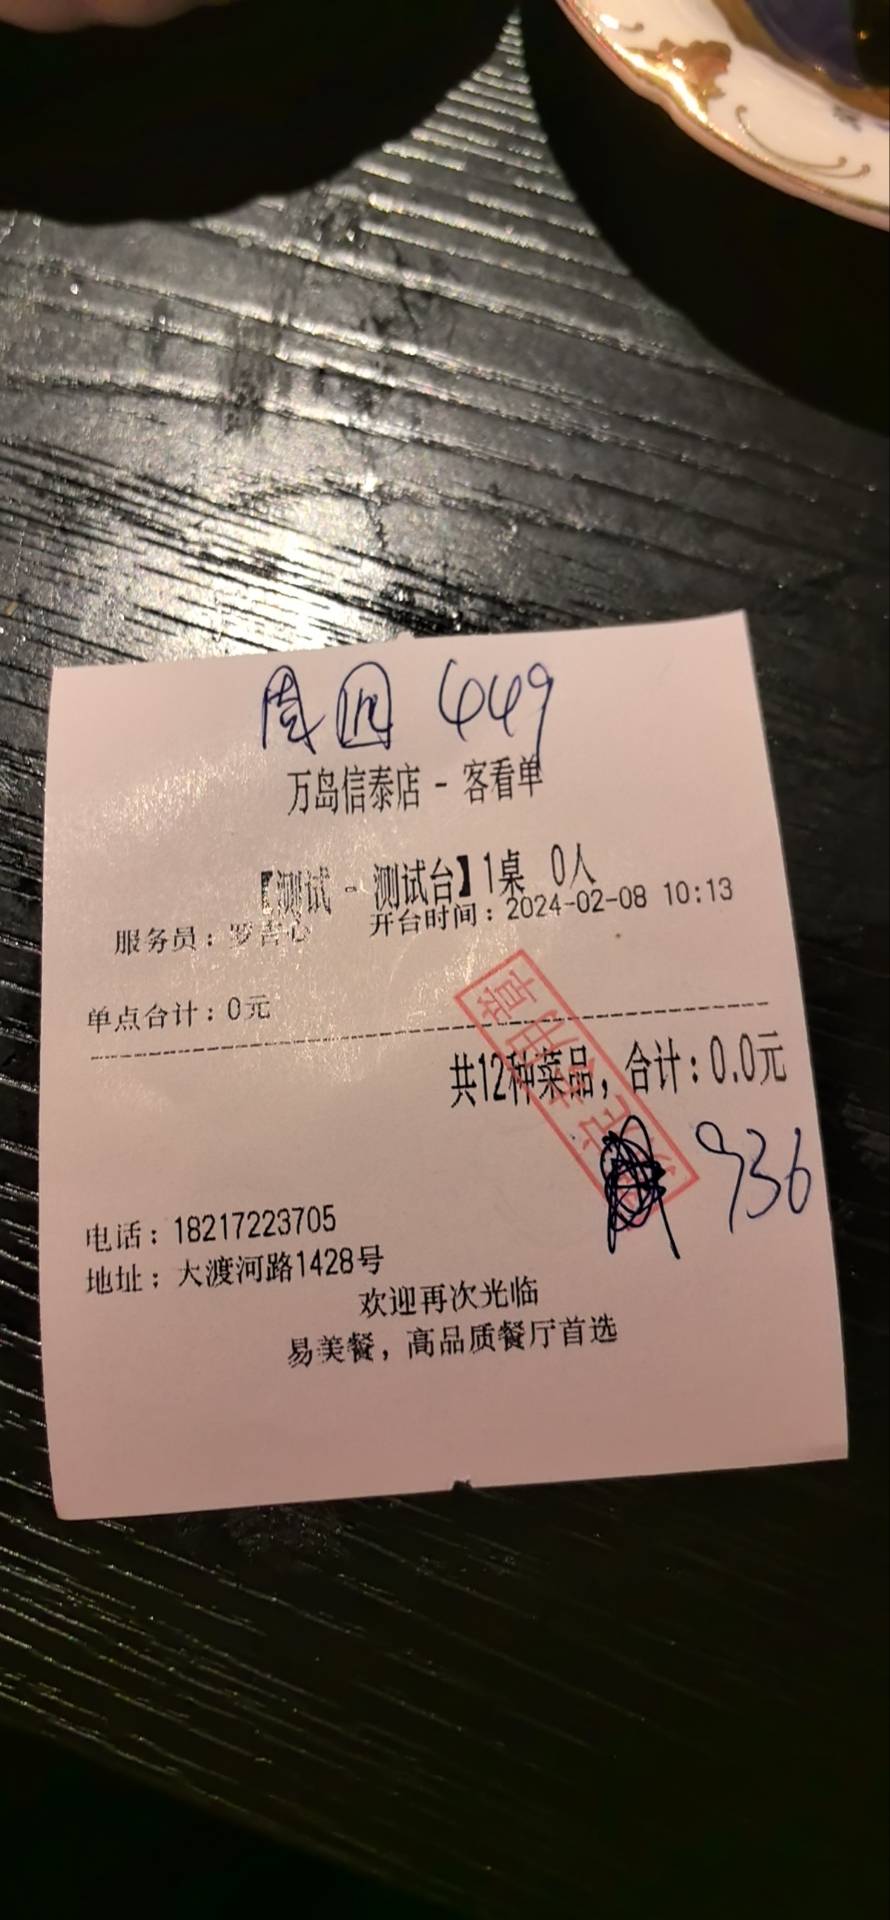 周四 449
万岛信泰店 - 客看单
【测试 - 测试台】1桌 0人
服务员：罗吉心 开台时间：2024-02-08 10:13
单点合计：0元
共12种菜品，合计：0.0元
936
电话：18217223705
地址：大渡河路1428号
欢迎再次光临
易美餐，高品质餐厅首选